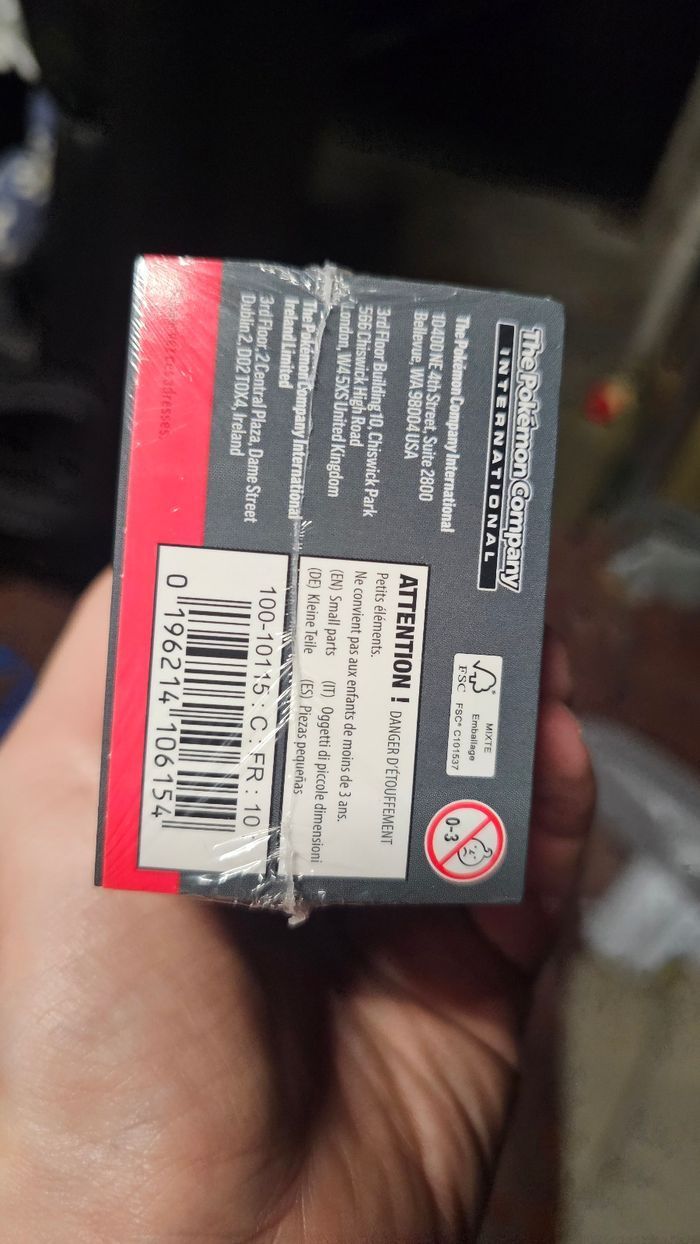 The Pokémon Company
INTERNATIONAL
The Pokémon Company International
10400 NE 4th Street, Suite 2800
Bellevue, WA 98004 USA
3rd Floor Building 10, Chiswick Park
566 Chiswick High Road
London, W4 5XS United Kingdom
The Pokémon Company International
Ireland Limited
3rd Floor, 2 Central Plaza, Dame Street
Dublin 2, D02 T0X4, Ireland
adresses.
FSC
MIXTE
Emballage
FSC® C101537
0-3
ATTENTION ! DANGER D'ÉTOUFFEMENT
Petits éléments.
Ne convient pas aux enfants de moins de 3 ans.
(EN) Small parts (IT) Oggetti di piccole dimensioni
(DE) Kleine Teile (ES) Piezas pequeñas
100-10115 : C : FR : 10
0 196214 106154